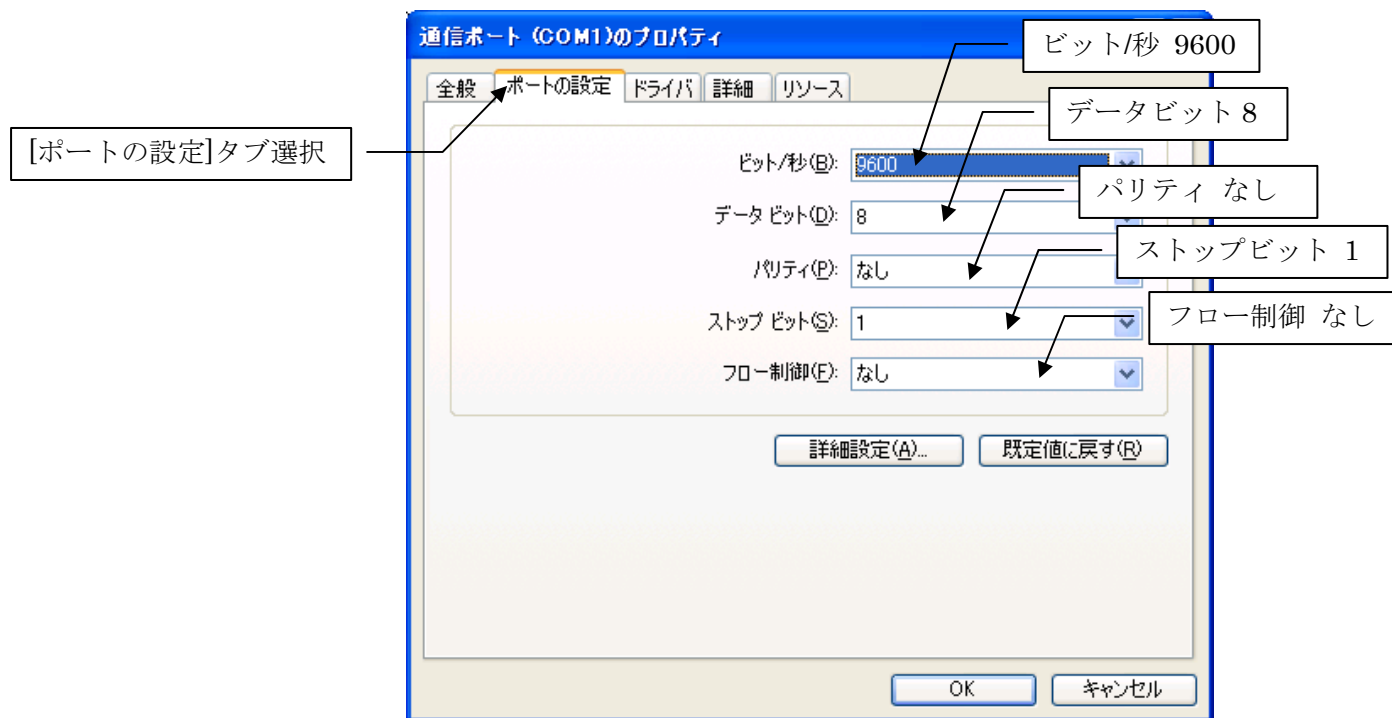 通信ポート (COM1)のプロパティ
ビット/秒 9600
全般 ポートの設定 ドライバ 詳細 リソース
データビット 8
[ポートの設定]タブ選択
ビット/秒(B): 9600
パリティ なし
データ ビット(D): 8
ストップビット 1
パリティ(P): なし
フロー制御 なし
ストップ ビット(S): 1
フロー制御(F): なし
詳細設定(A)... 既定値に戻す(R)
OK キャンセル